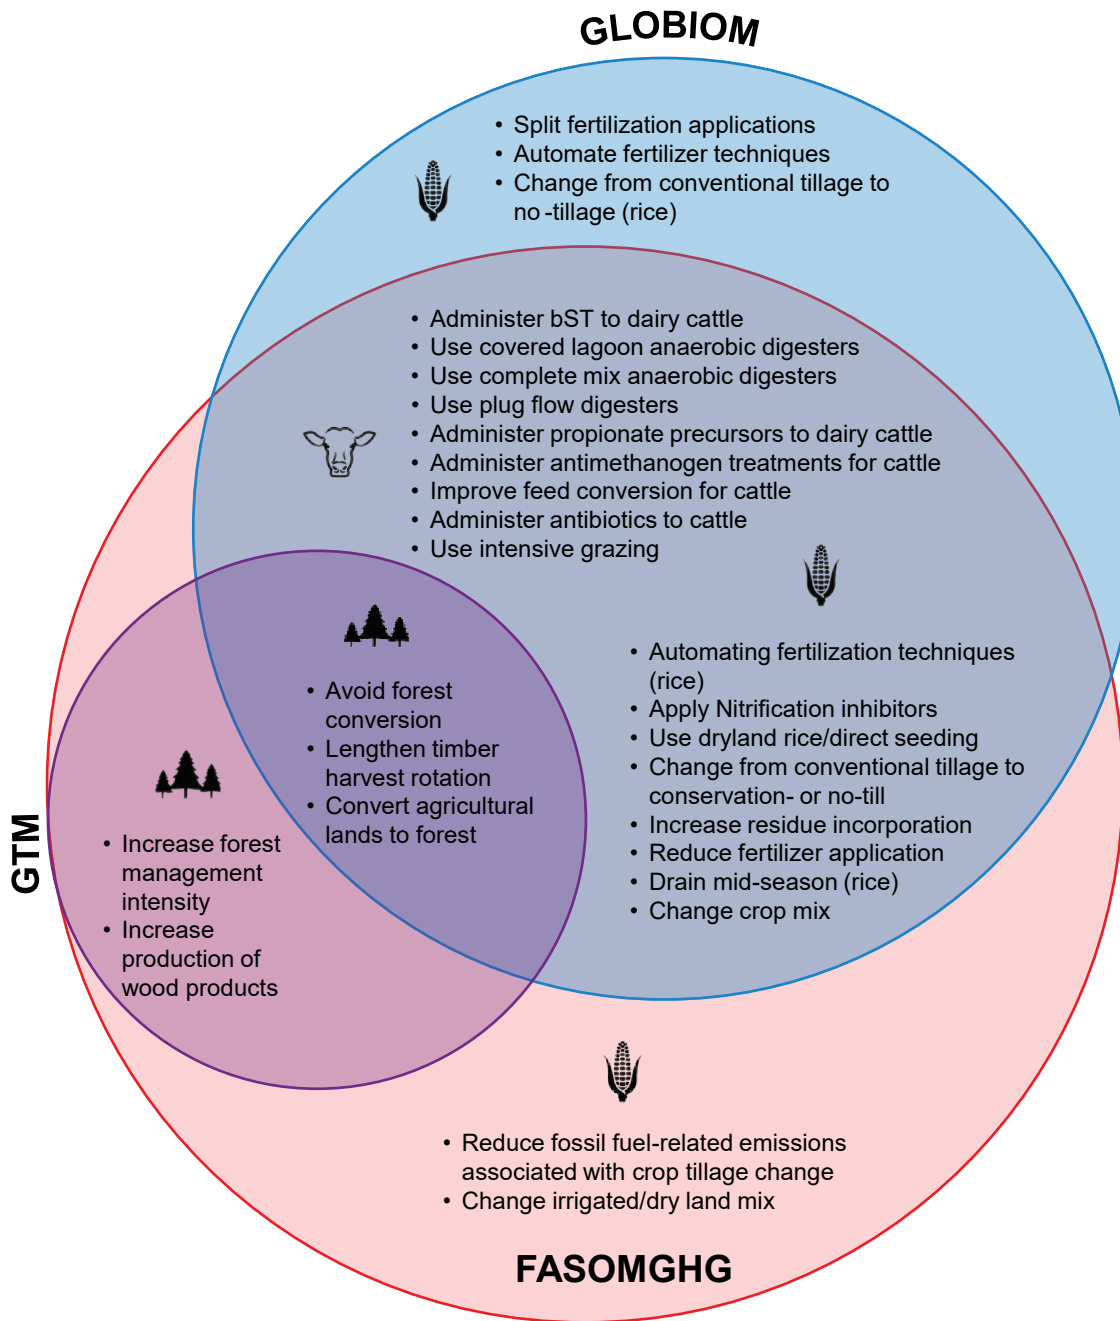 GLOBIOM
• Split fertilization applications
• Automate fertilizer techniques
• Change from conventional tillage to
no -tillage (rice)
• Administer bST to dairy cattle
• Use covered lagoon anaerobic digesters
• Use complete mix anaerobic digesters
• Use plug flow digesters
• Administer propionate precursors to dairy cattle
• Administer antimethanogen treatments for cattle
• Improve feed conversion for cattle
• Administer antibiotics to cattle
• Use intensive grazing
• Automating fertilization techniques
(rice)
• Apply Nitrification inhibitors
• Use dryland rice/direct seeding
• Change from conventional tillage to
conservation- or no-till
• Increase residue incorporation
• Reduce fertilizer application
• Drain mid-season (rice)
• Change crop mix
• Avoid forest
conversion
• Lengthen timber
harvest rotation
• Convert agricultural
lands to forest
GTM
• Increase forest
management
intensity
• Increase
production of
wood products
• Reduce fossil fuel-related emissions
associated with crop tillage change
• Change irrigated/dry land mix
FASOMGHG